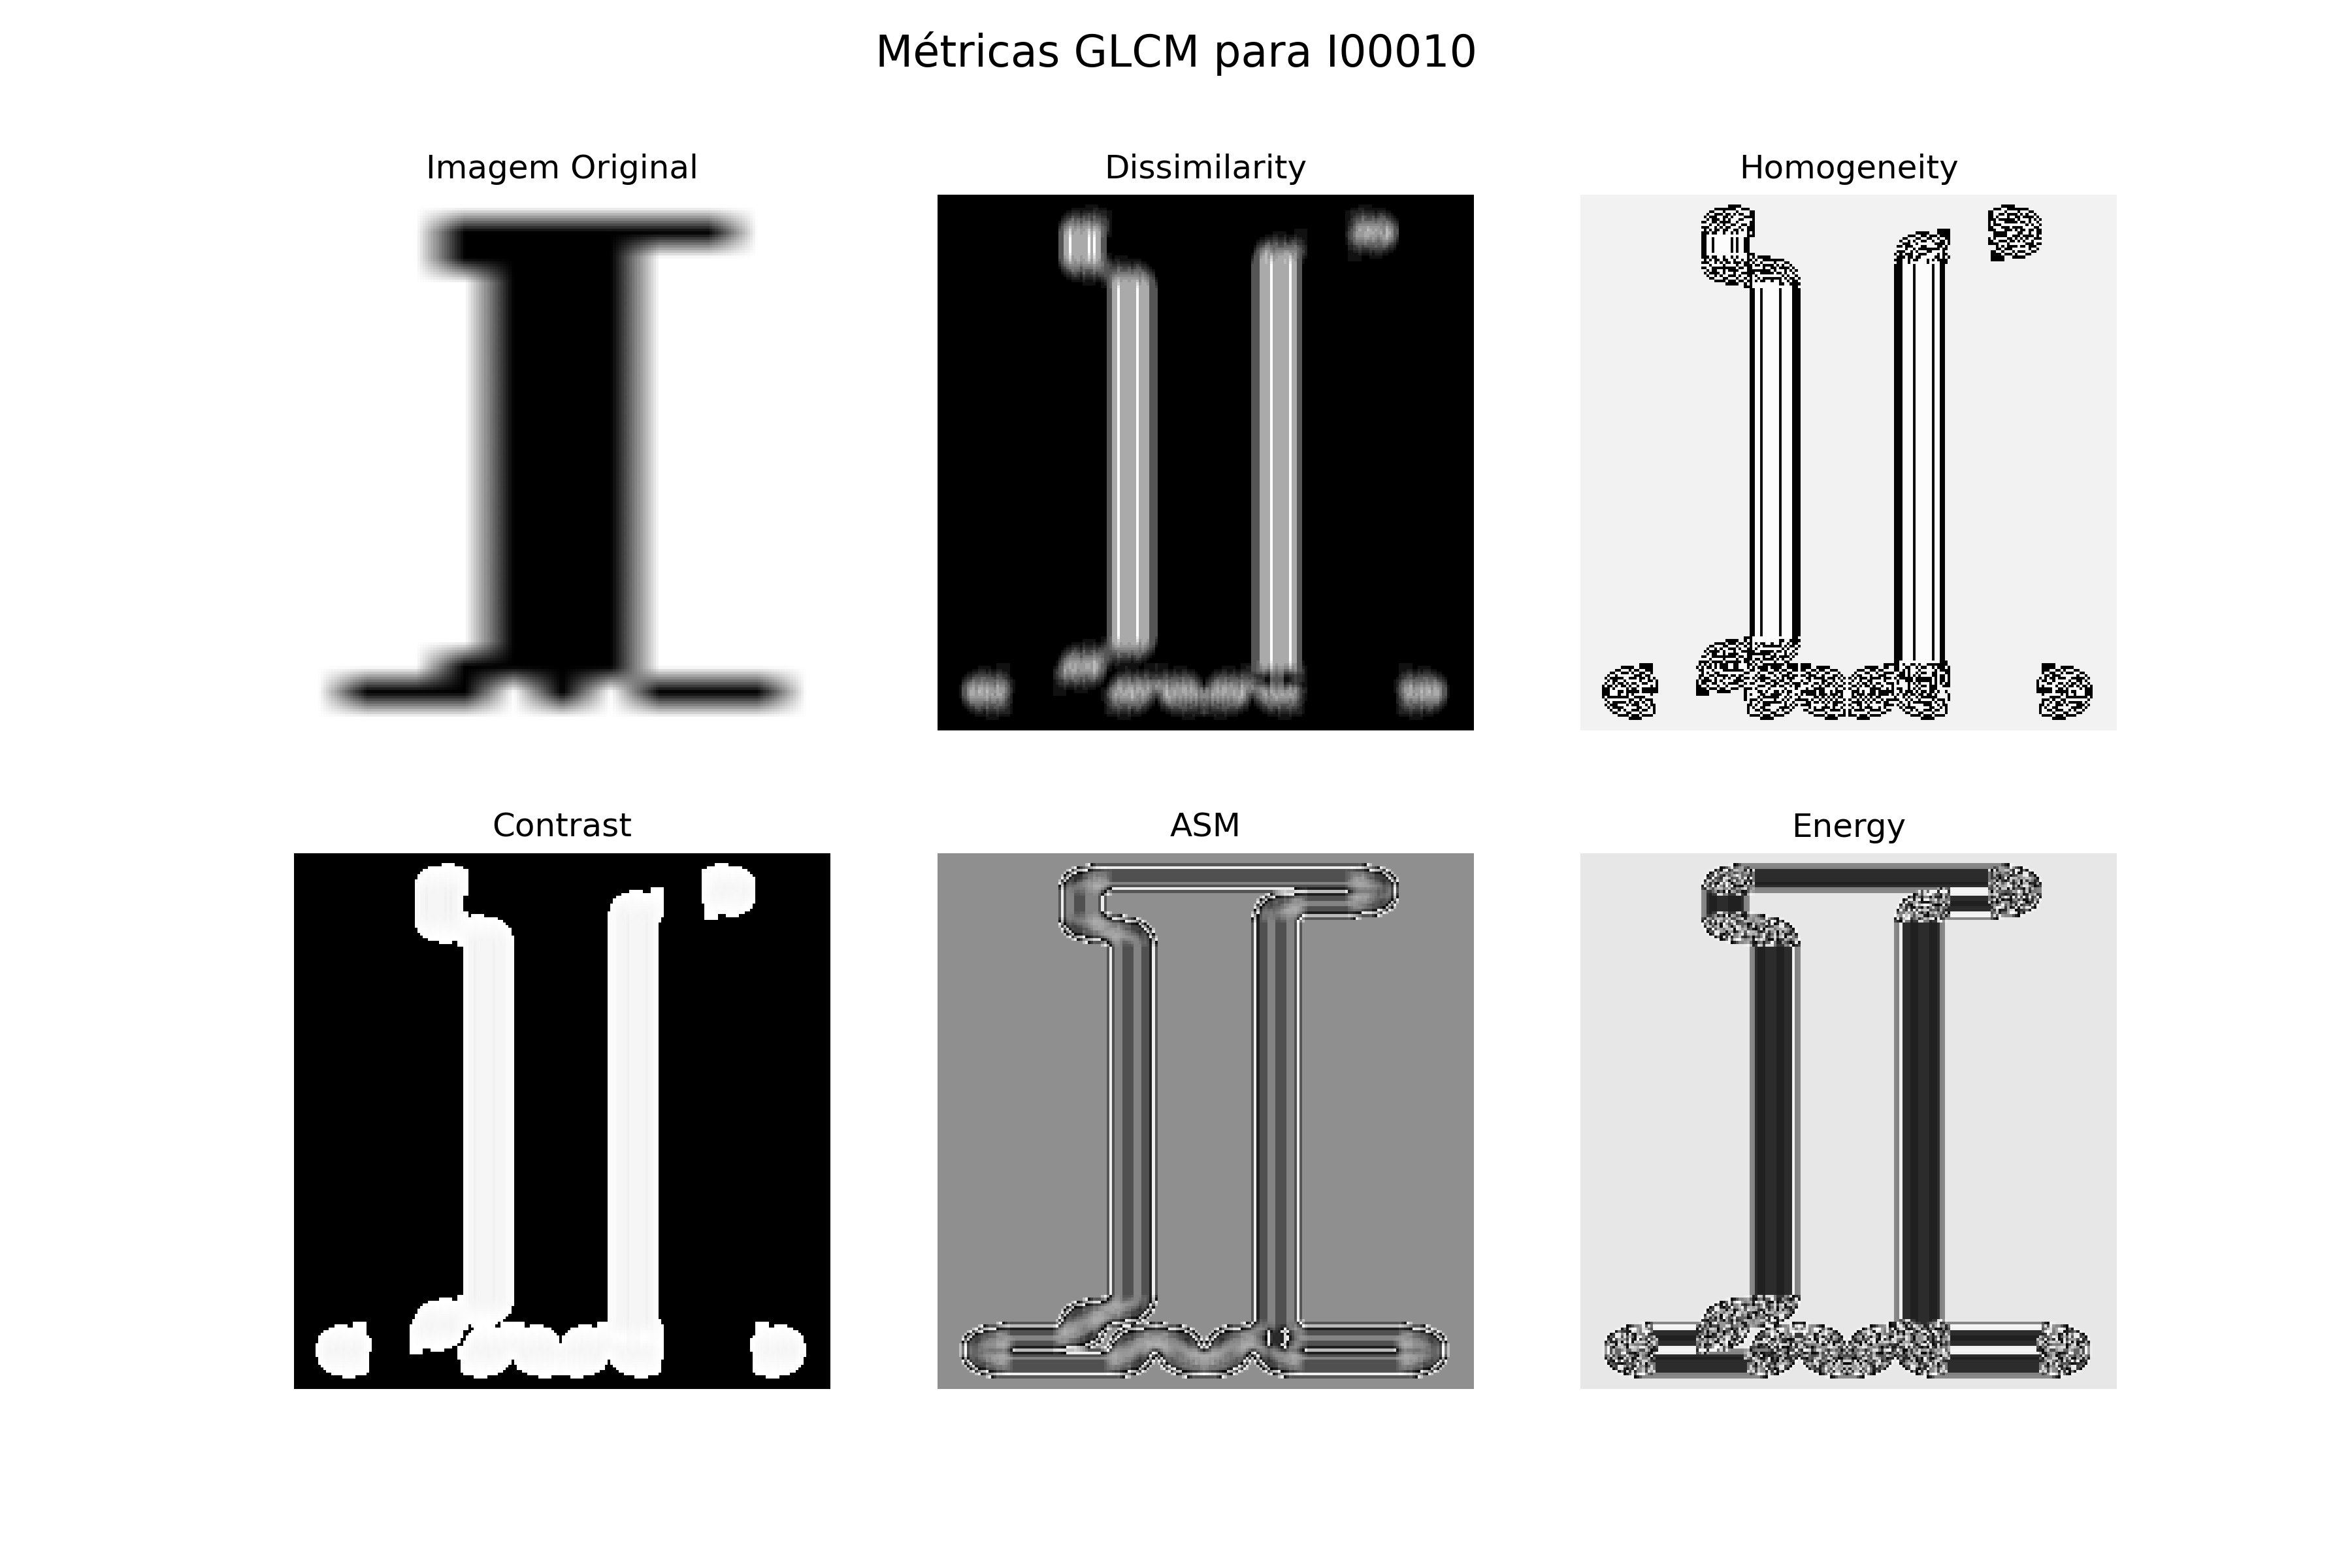 Métricas GLCM para I00010
Imagem Original
Dissimilarity
Homogeneity
I
Contrast
ASM
Energy